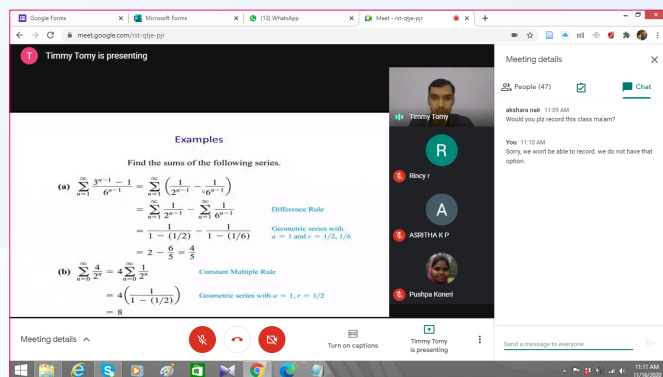 Google Forms
Microsoft Forms
(13) WhatsApp
Meet - rst-qtje-pjr
meet.google.com/rst-qtje-pjr
T Timmy Tomy is presenting
Meeting details
People (47)
Chat
akshara nair 11:09 AM
Would you plz record this class ma'am?
You 11:10 AM
Sorry, we wont be able to record. we do not have that
option.
Timmy Tomy
R
Rincy r
A
ASRITHA K P
Pushpa Koneri
Examples
Find the sums of the following series.
(a) ∑_{n=1}^{∞} (3^{n-1} - 1)/6^{n-1} = ∑_{n=1}^{∞} (1/2^{n-1} - 1/6^{n-1})
= ∑_{n=1}^{∞} 1/2^{n-1} - ∑_{n=1}^{∞} 1/6^{n-1} Difference Rule
= 1/(1 - (1/2)) - 1/(1 - (1/6)) Geometric series with
a = 1 and r = 1/2, 1/6
= 2 - 6/5 = 4/5
(b) ∑_{n=0}^{∞} 4/2^n = 4 ∑_{n=0}^{∞} 1/2^n Constant Multiple Rule
= 4(1/(1 - (1/2))) Geometric series with a = 1, r = 1/2
= 8
Meeting details
Turn on captions
Timmy Tomy
is presenting
Send a message to everyone
11:11 AM
11/16/2020